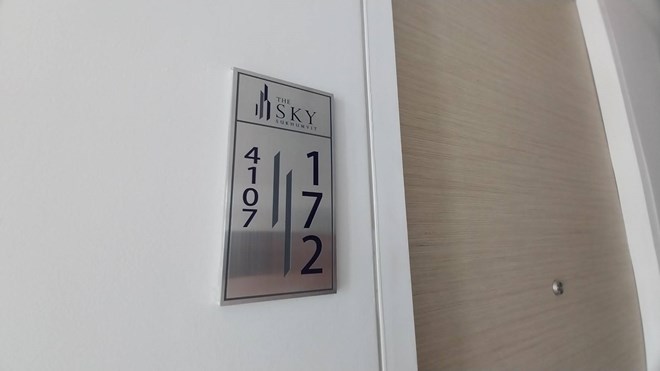 THE
SKY
SUKHUMVIT
4107
172